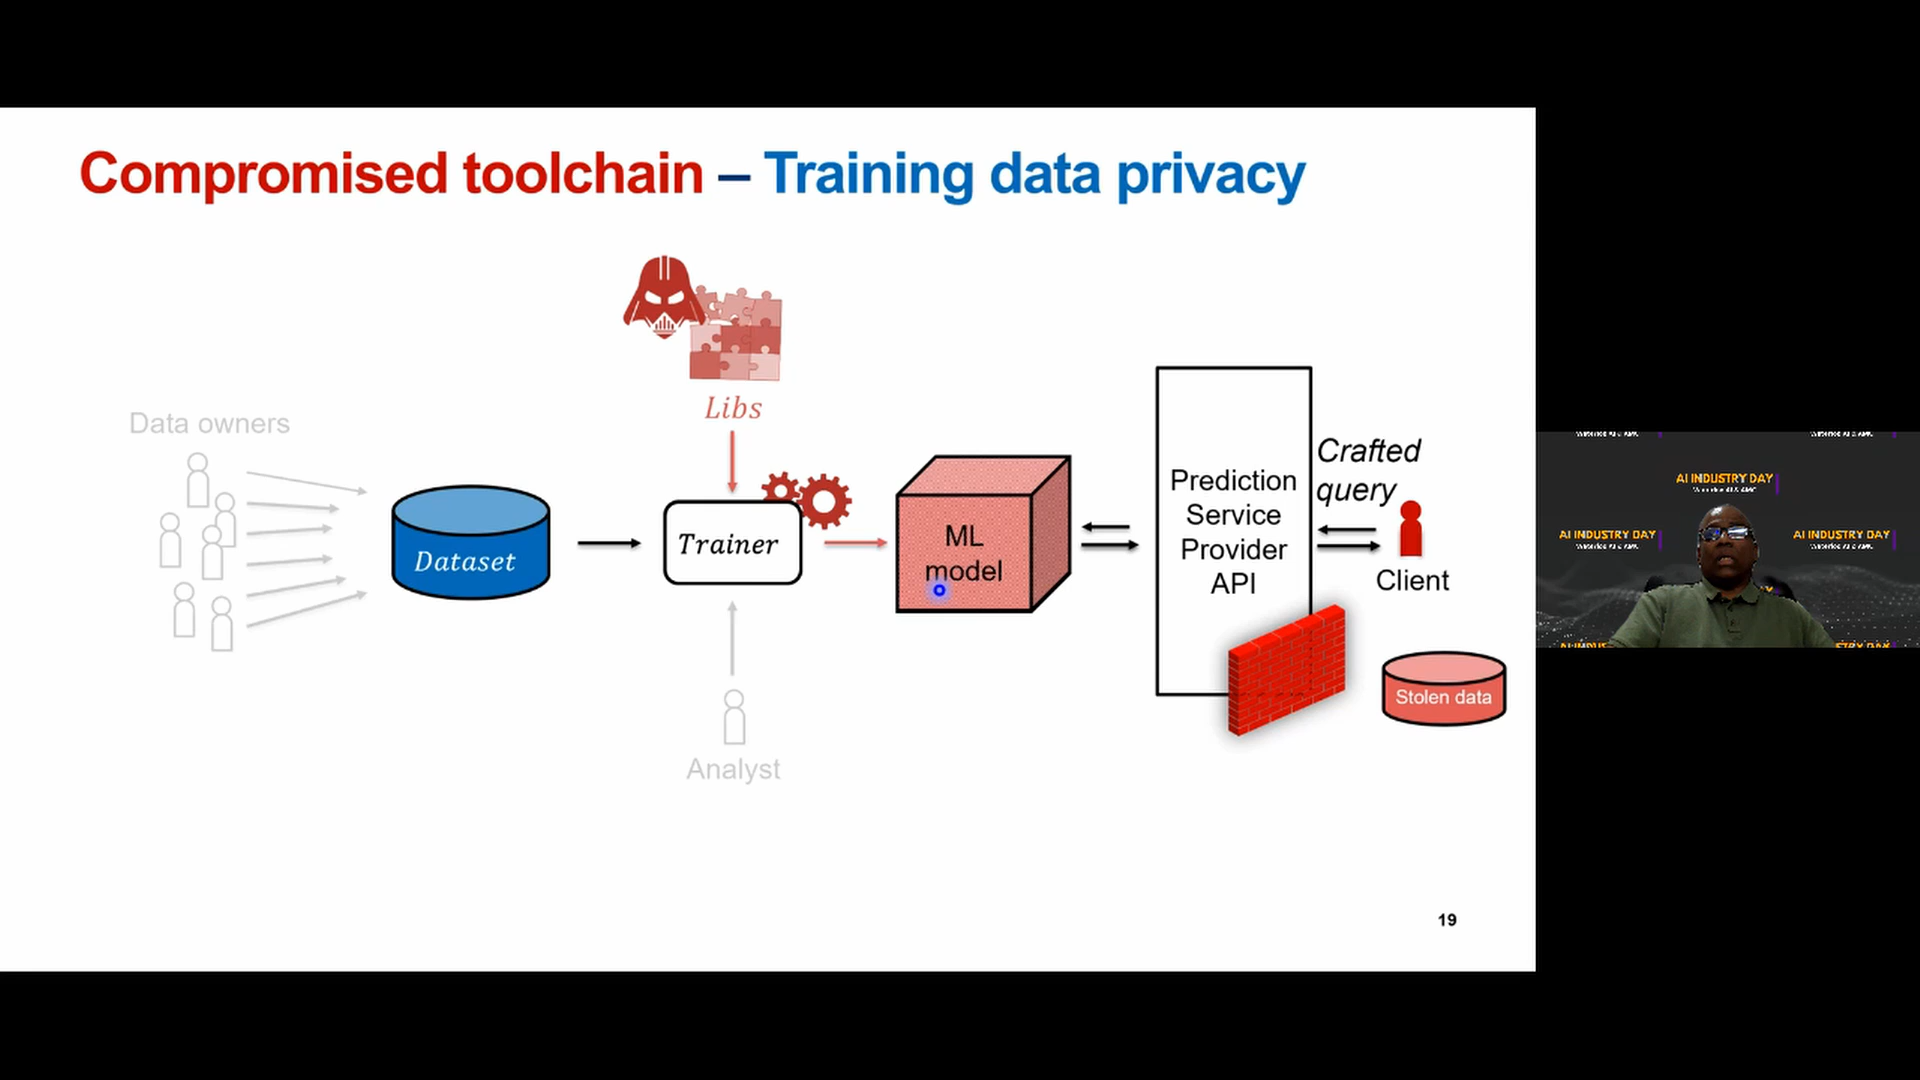 Compromised toolchain – Training data privacy
Libs
Data owners
Dataset
Trainer
ML
model
Prediction
Service
Provider
API
Crafted
query
Client
Stolen data
Analyst
19
AI INDUSTRY DAY
AI INDUSTRY DAY
AI INDUSTRY DAY